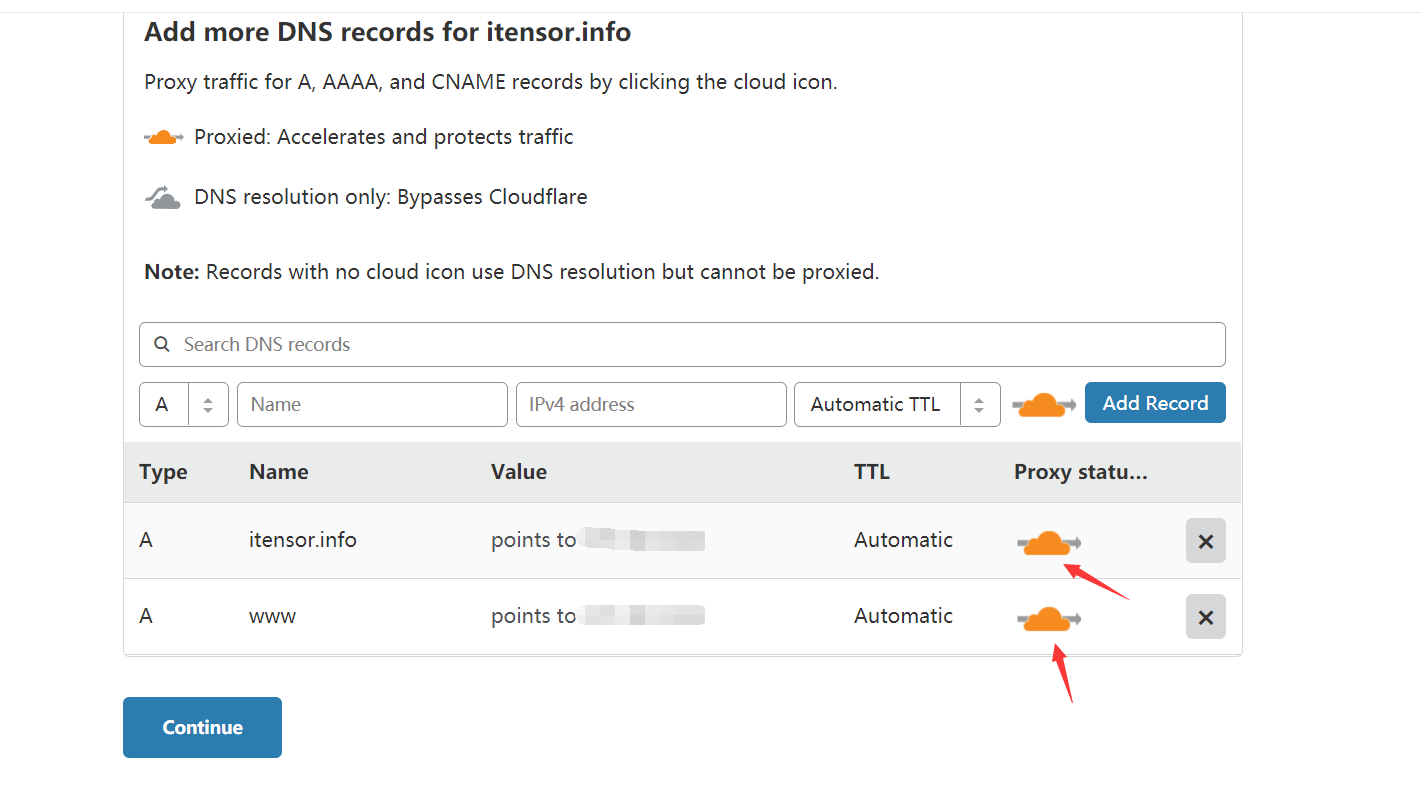 Add more DNS records for itensor.info
Proxy traffic for A, AAAA, and CNAME records by clicking the cloud icon.
Proxied: Accelerates and protects traffic
DNS resolution only: Bypasses Cloudflare
Note: Records with no cloud icon use DNS resolution but cannot be proxied.
Search DNS records
A Name IPv4 address Automatic TTL Add Record
Type Name Value TTL Proxy statu...
A itensor.info points to Automatic
A www points to Automatic
Continue